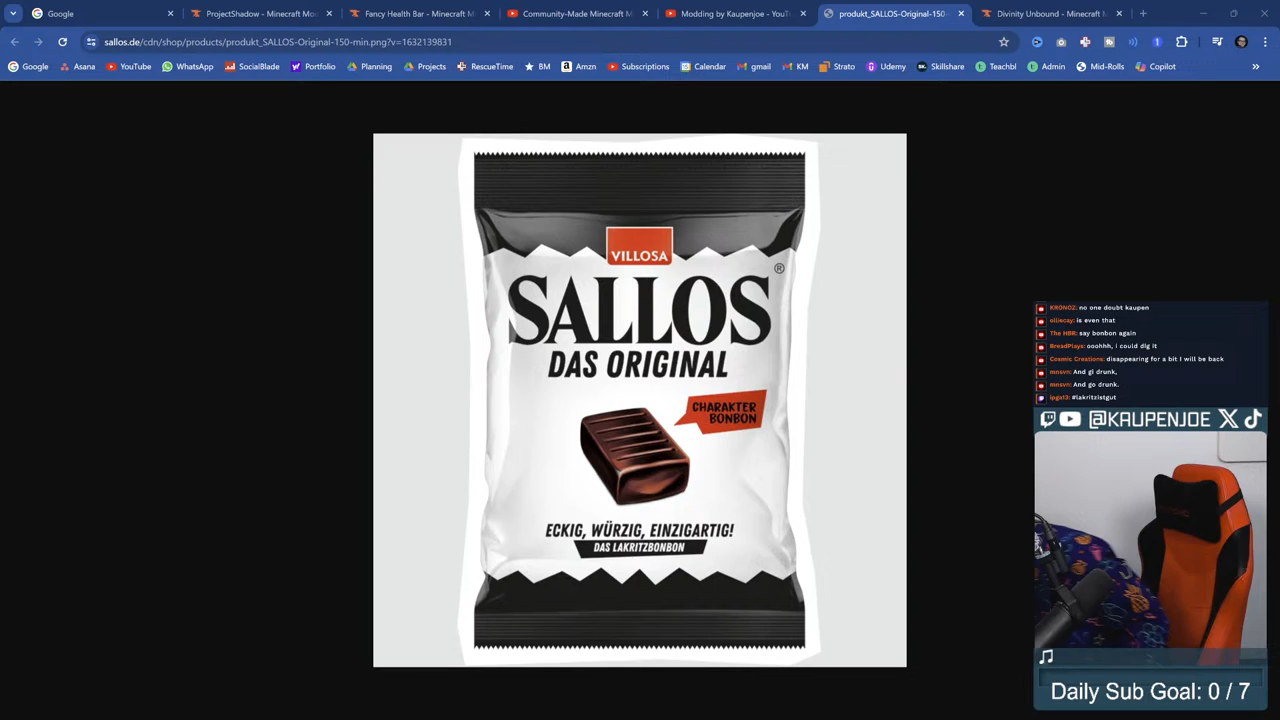 Google
ProjectShadow - Minecraft Mo
Fancy Health Bar - Minecraft M
Community-Made Minecraft M
Modding by Kaupenjoe - YouT
produkt_SALLOS-Original-150-
Divinity Unbound - Minecraft M
sallos.de/cdn/shop/products/produkt_SALLOS-Original-150-min.png?v=1632139831
Google
Asana
YouTube
WhatsApp
SocialBlade
Portfolio
Planning
Projects
RescueTime
BM
Amzn
Subscriptions
Calendar
gmail
KM
Strato
Udemy
Skillshare
Teachbl
Admin
Mid-Rolls
Copilot
VILLOSA
SALLOS®
DAS ORIGINAL
CHARAKTER
BONBON
ECKIG, WÜRZIG, EINZIGARTIG!
DAS LAKRITZBONBON
KRONOZ: no one doubt kaupen
olliecay: is even that
The HBR: say bonbon again
BreadPlays: ooohhh, i could dig it
Cosmic Creations: disappearing for a bit I will be back
mnsvn: And gi drunk,
mnsvn: And go drunk.
ipga13: #lakritzistgut
@KAUPENJOE
Daily Sub Goal: 0 / 7